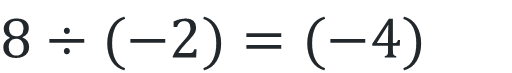 8 ÷ (−2) = (−4)